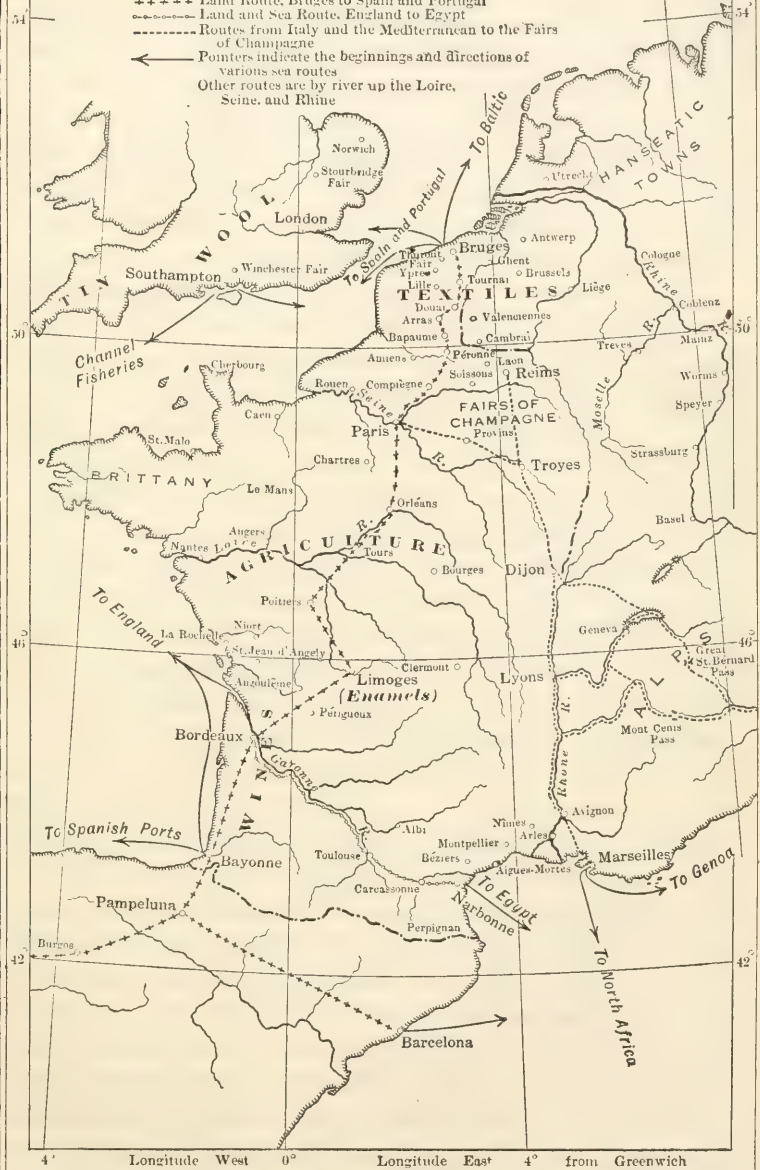 Land Route, Bruges to Spain and Portugal
Land and Sea Route, England to Egypt
Routes from Italy and the Mediterranean to the Fairs
of Champagne
Pointers indicate the beginnings and directions of
various sea routes
Other routes are by river up the Loire,
Seine, and Rhine
54°
54°
Norwich
Stourbridge
Fair
To Baltic
HANSEATIC
TOWNS
Utrecht
WOOL
London
To Spain and Portugal
Bruges
Antwerp
Thurout
Fair
Ghent
Cologne
Southampton
Winchester Fair
Ypres
Brussels
Rhine
TIN
Lille
Tournai
Liège
TEXTILES
Coblenz
Douai
Arras
Valenciennes
R.
50°
50°
Bapaume
Cambrai
Treves
R.
Mainz
Channel
Fisheries
Cherbourg
Amiens
Péronne
Laon
Soissons
Reims
Worms
Rouen
Seine
Compiègne
Speyer
Caen
FAIRS OF
CHAMPAGNE
Moselle
Paris
Provins
St. Malo
R.
Troyes
Strassburg
Chartres
BRITTANY
Le Mans
Orléans
Basel
Angers
R.
Nantes
Loire
AGRICULTURE
Tours
Bourges
Dijon
Poitiers
To England
Niort
La Rochelle
Geneva
46°
46°
St. Jean d'Angely
Great
St. Bernard
Pass
ALPS
Clermont
Lyons
Angoulême
Limoges
(Enamels)
R.
Périgueux
Mont Cenis
Pass
Bordeaux
WINES
Garonne
Rhone
R.
Avignon
To Spanish Ports
Albi
Nîmes
Arles
Montpellier
Bayonne
Toulouse
Béziers
Marseilles
Aigues-Mortes
Carcassonne
To Genoa
To Egypt
Narbonne
Pampeluna
Perpignan
Burgos
42°
42°
To North Africa
Barcelona
4°
Longitude West
0°
Longitude East
4°
from Greenwich